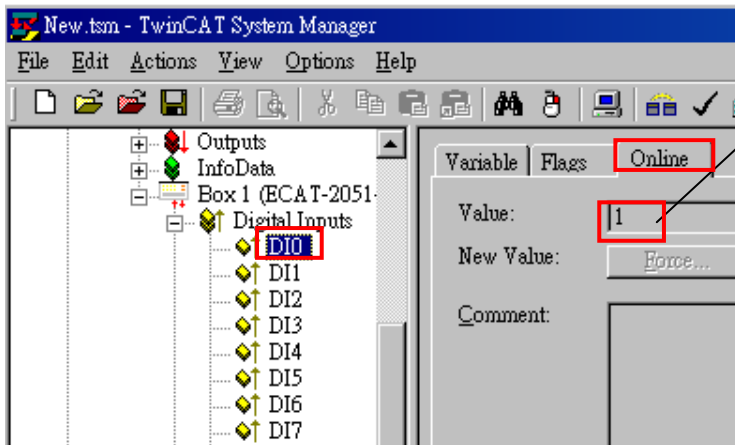 New.tsm - TwinCAT System Manager
File Edit Actions View Options Help
Outputs
InfoData
Box 1 (ECAT-2051-
Digital Inputs
DI0
DI1
DI2
DI3
DI4
DI5
DI6
DI7
Variable Flags Online
Value: 1
New Value: Force...
Comment: